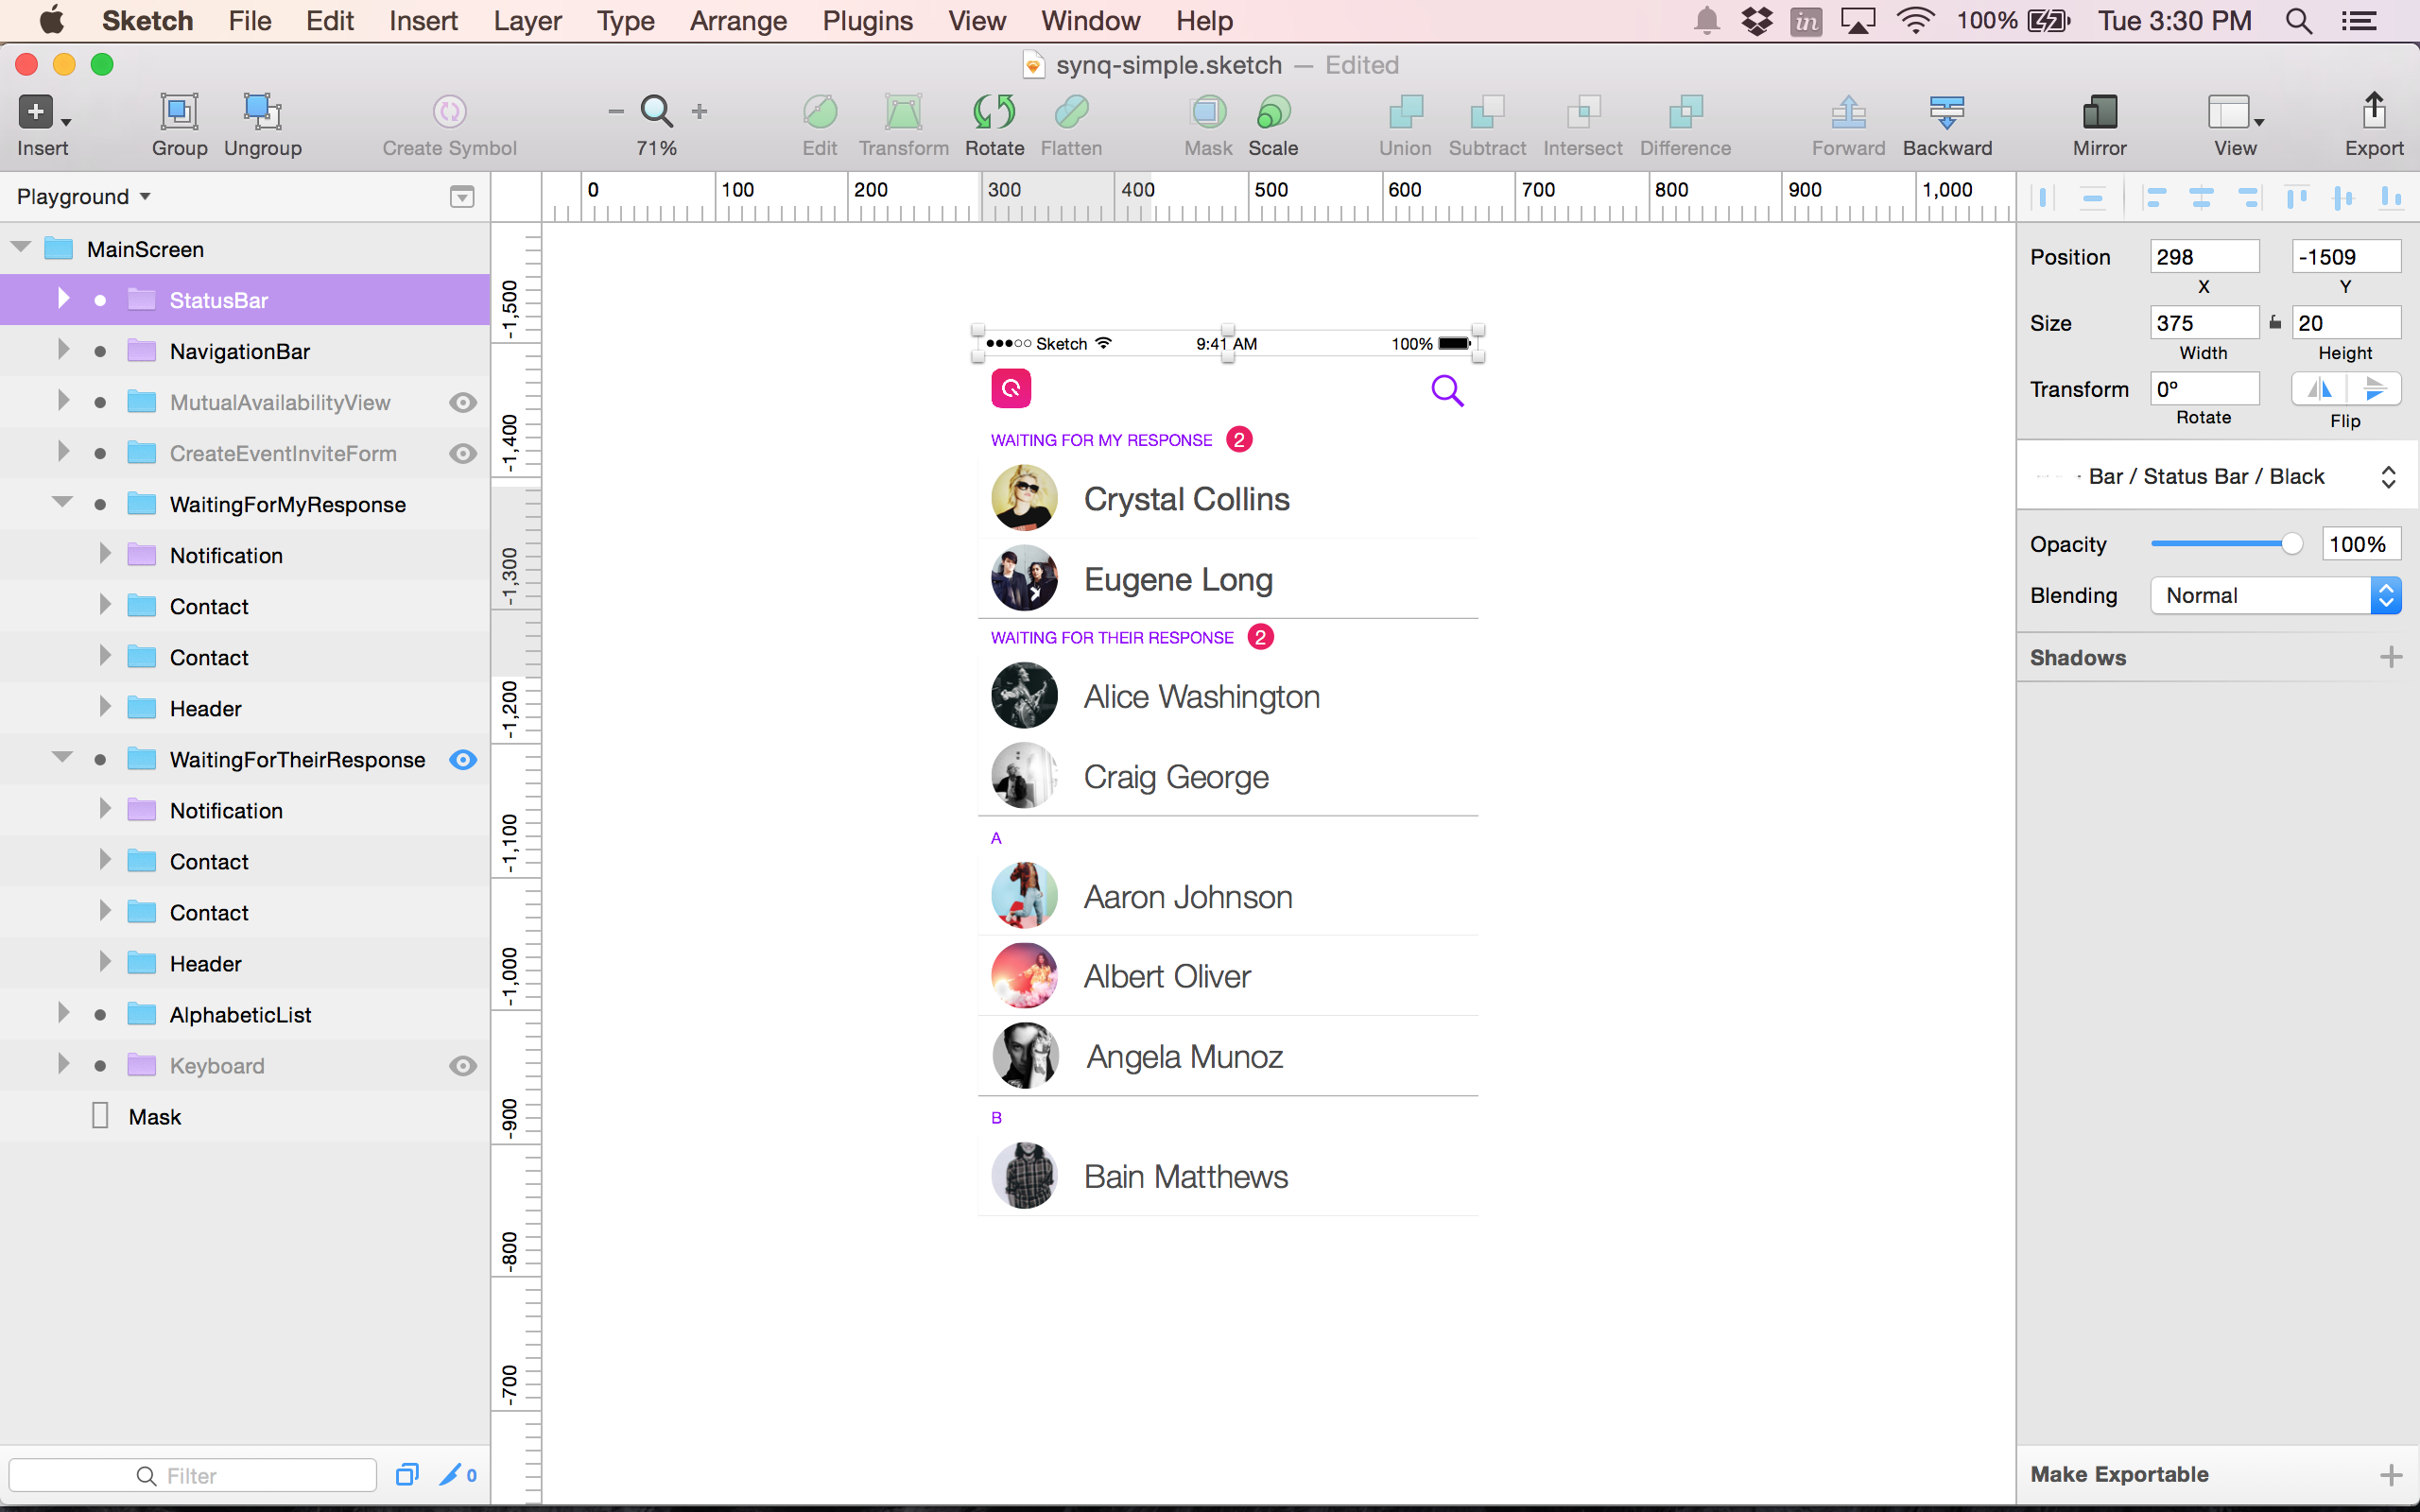 Sketch File Edit Insert Layer Type Arrange Plugins View Window Help in 100% Tue 3:30 PM
synq-simple.sketch — Edited
Insert Group Ungroup Create Symbol 71% Edit Transform Rotate Flatten Mask Scale Union Subtract Intersect Difference Forward Backward Mirror View Export
Playground
0 100 200 300 400 500 600 700 800 900 1,000
MainScreen
StatusBar
NavigationBar
MutualAvailabilityView
CreateEventInviteForm
WaitingForMyResponse
Notification
Contact
Contact
Header
WaitingForTheirResponse
Notification
Contact
Contact
Header
AlphabeticList
Keyboard
Mask
Filter
0
-1,500
-1,400
-1,300
-1,200
-1,100
-1,000
-900
-800
-700
Sketch 9:41 AM 100%
WAITING FOR MY RESPONSE 2
Crystal Collins
Eugene Long
WAITING FOR THEIR RESPONSE 2
Alice Washington
Craig George
A
Aaron Johnson
Albert Oliver
Angela Munoz
B
Bain Matthews
Position 298 -1509
X Y
Size 375 20
Width Height
Transform 0º
Rotate Flip
Bar / Status Bar / Black
Opacity 100%
Blending Normal
Shadows
Make Exportable